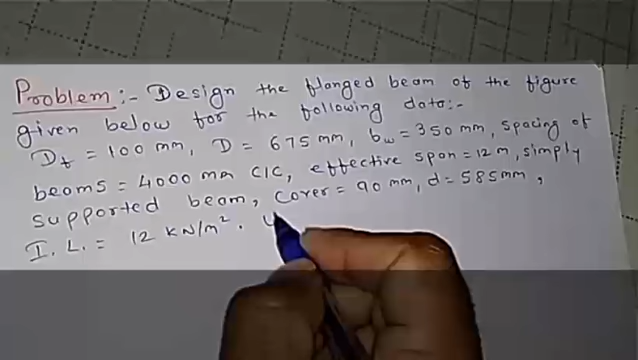 Problem :- Design the flanged beam of the figure
given below for the following data:-
Df = 100 mm, D = 675 mm, bw = 350 mm, spacing of
beams = 4000 mm C/C, effective span = 12 m, simply
supported beam, cover = 90 mm, d = 585 mm,
I. L. = 12 KN/m².